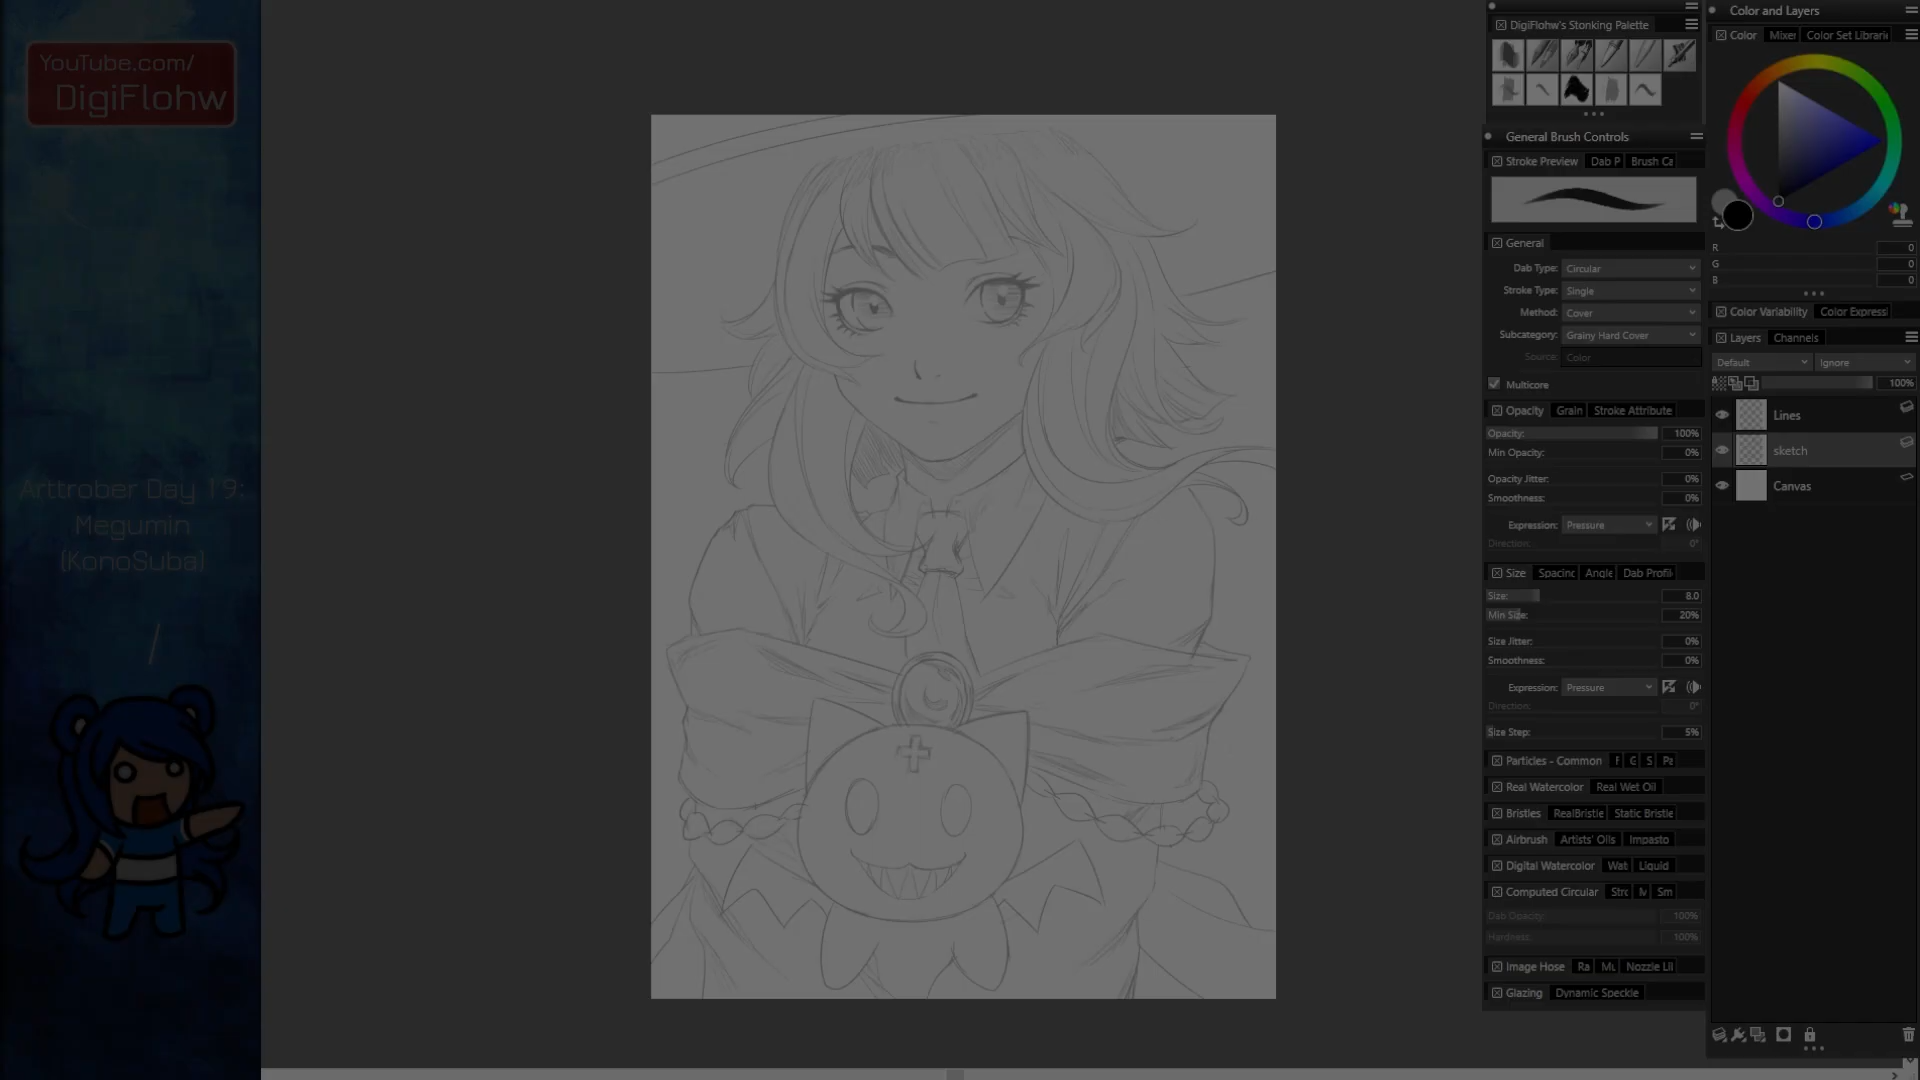 YouTube.com/
DigiFlohw
Arttrober Day 19:
Megumin
(KonoSuba)
DigiFlohw's Stonking Palette
General Brush Controls
Stroke Preview Dab P Brush Ca
General
Dab Type: Circular
Stroke Type: Single
Method: Cover
Subcategory: Grainy Hard Cover
Source: Color
Multicore
Opacity Grain Stroke Attribute
Opacity: 100%
Min Opacity: 0%
Opacity Jitter: 0%
Smoothness: 0%
Expression: Pressure
Direction: 0°
Size Spacing Angle Dab Profil
Size: 8.0
Min Size: 20%
Size Jitter: 0%
Smoothness: 0%
Expression: Pressure
Direction: 0°
Size Step: 5%
Particles - Common F G S Pa
Real Watercolor Real Wet Oil
Bristles RealBristle Static Bristle
Airbrush Artists' Oils Impasto
Digital Watercolor Wat Liquid
Computed Circular Stro M Sm
Dab Opacity: 100%
Hardness: 100%
Image Hose Ra Mu Nozzle Li
Glazing Dynamic Speckle
Color and Layers
Color Mixer Color Set Librari
R 0
G 0
B 0
Color Variability Color Expressi
Layers Channels
Default Ignore
100%
Lines
sketch
Canvas